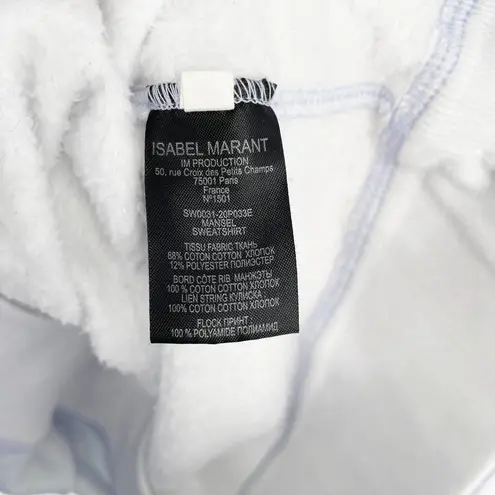 ISABEL MARANT
IM PRODUCTION
50, rue Croix des Petits Champs
75001 Paris
France
N°1501
SW0031-20P033E
MANSEL
SWEATSHIRT
TISSU FABRIC ТКАНЬ
88% COTON COTTON ХЛОПОК
12% POLYESTER ПОЛИЭСТЕР
BORD CÔTE RIB МАНЖЕТЫ
100 % COTON COTTON ХЛОПОК
LIEN STRING КУЛИСКА :
100% COTON COTTON ХЛОПОК
FLOCK ПРИНТ :
100 % POLYAMIDE ПОЛИАМИД